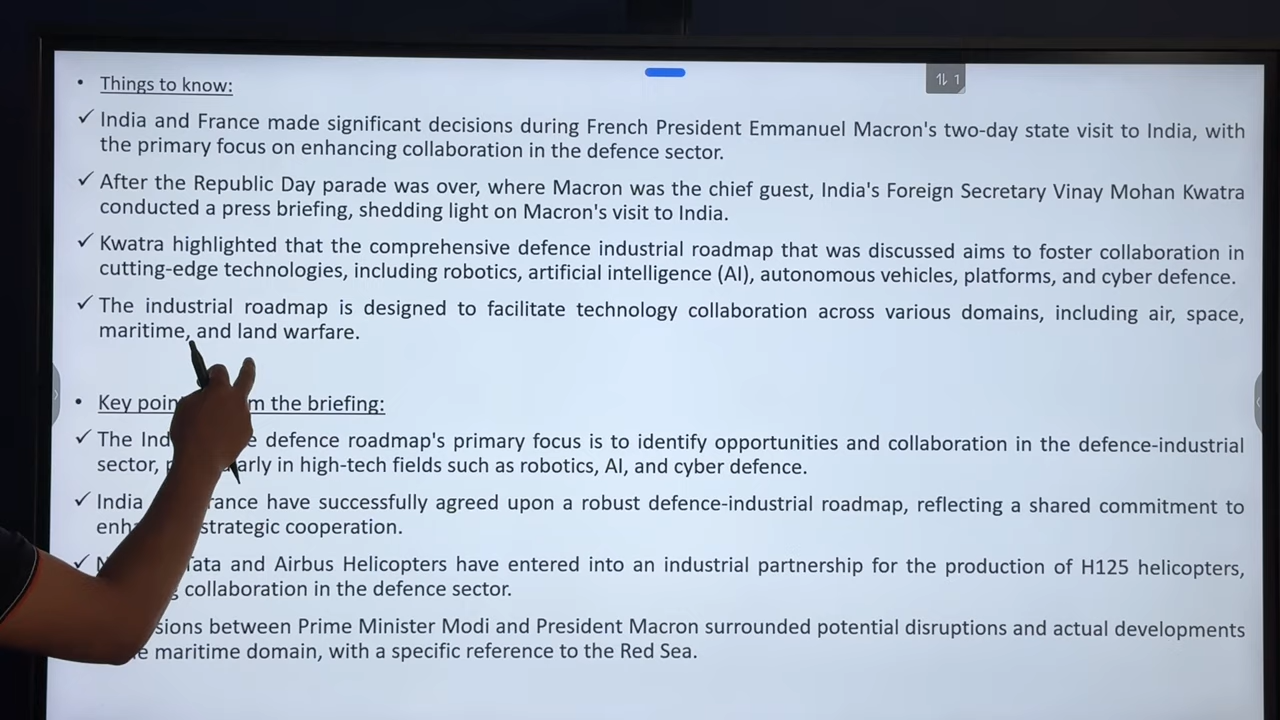 • Things to know:
✓ India and France made significant decisions during French President Emmanuel Macron's two-day state visit to India, with
the primary focus on enhancing collaboration in the defence sector.
✓ After the Republic Day parade was over, where Macron was the chief guest, India's Foreign Secretary Vinay Mohan Kwatra
conducted a press briefing, shedding light on Macron's visit to India.
✓ Kwatra highlighted that the comprehensive defence industrial roadmap that was discussed aims to foster collaboration in
cutting-edge technologies, including robotics, artificial intelligence (AI), autonomous vehicles, platforms, and cyber defence.
✓ The industrial roadmap is designed to facilitate technology collaboration across various domains, including air, space,
maritime, and land warfare.
• Key the briefing:
✓ The defence roadmap's primary focus is to identify opportunities and collaboration in the defence-industrial
sector, in high-tech fields such as robotics, AI, and cyber defence.
✓ India have successfully agreed upon a robust defence-industrial roadmap, reflecting a shared commitment to
strategic cooperation.
✓ Tata and Airbus Helicopters have entered into an industrial partnership for the production of H125 helicopters,
collaboration in the defence sector.
between Prime Minister Modi and President Macron surrounded potential disruptions and actual developments
maritime domain, with a specific reference to the Red Sea.
1